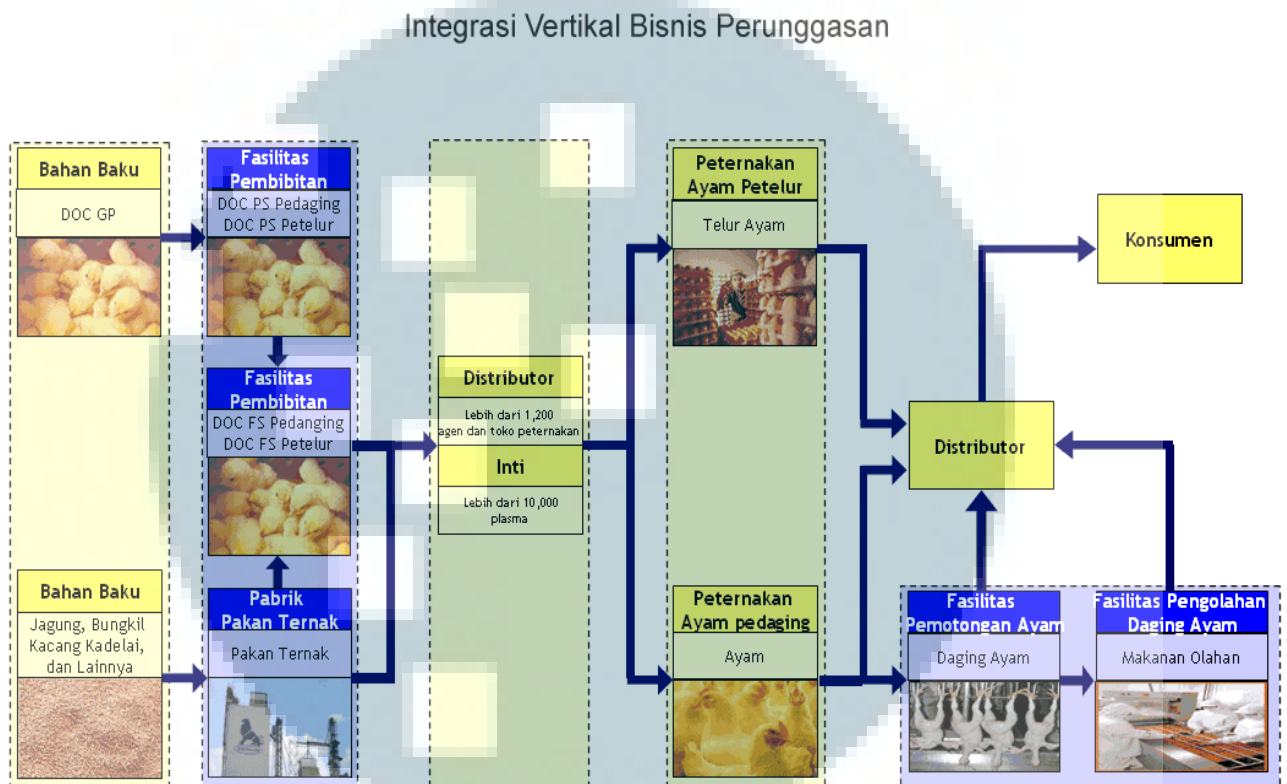 Integrasi Vertikal Bisnis Perunggasan
Bahan Baku
DOC GP
Fasilitas
Pembibitan
DOC PS Pedaging
DOC PS Petelur
Fasilitas
Pembibitan
DOC FS Pedanging
DOC FS Petelur
Bahan Baku
Jagung, Bungkil
Kacang Kadelai,
dan Lainnya
Pabrik
Pakan Ternak
Pakan Ternak
Distributor
Lebih dari 1,200
agen dan toko peternakan
Inti
Lebih dari 10,000
plasma
Peternakan
Ayam Petelur
Telur Ayam
Peternakan
Ayam pedaging
Ayam
Konsumen
Distributor
Fasilitas
Pemotongan Ayam
Daging Ayam
Fasilitas Pengolahan
Daging Ayam
Makanan Olahan